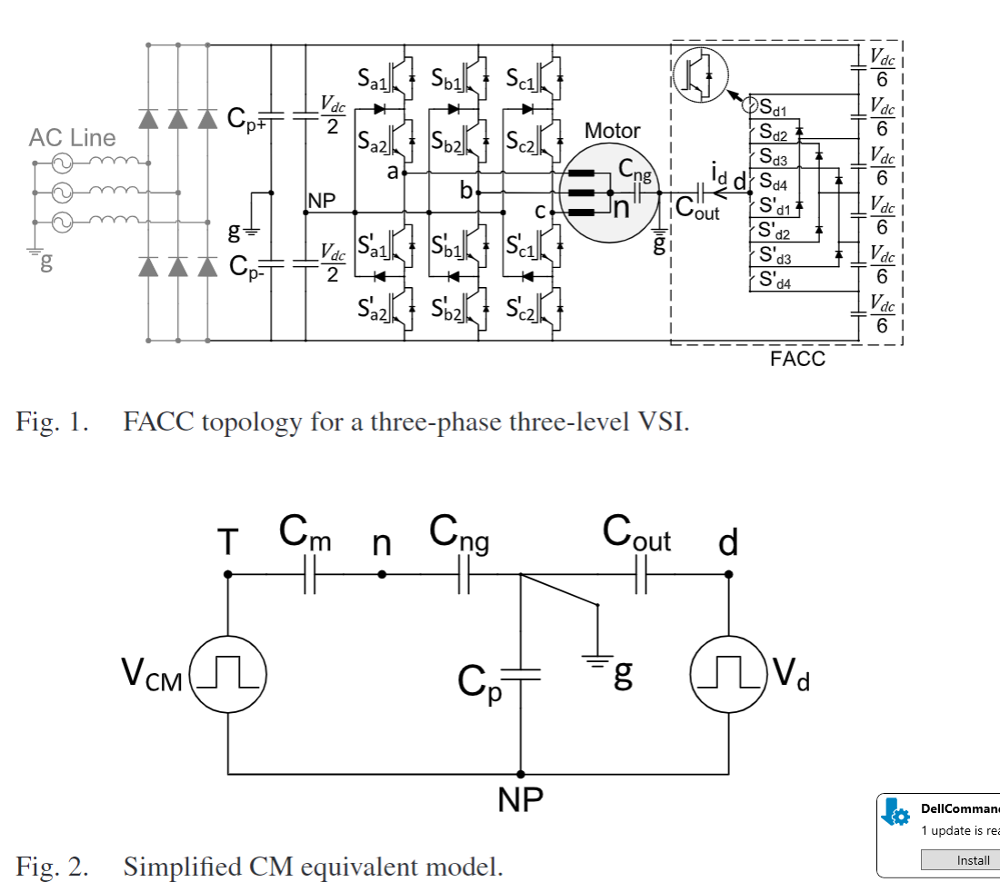 AC Line
g
Cp+
Cp-
g
Vdc
2
NP
Vdc
2
Sa1
Sb1
Sc1
Sa2
Sb2
Sc2
a
b
c
S'a1
S'b1
S'c1
S'a2
S'b2
S'c2
Motor
Cng
n
g
Cout
id
d
Sd1
Sd2
Sd3
Sd4
S'd1
S'd2
S'd3
S'd4
Vdc
6
Vdc
6
Vdc
6
Vdc
6
Vdc
6
Vdc
6
FACC
Fig. 1. FACC topology for a three-phase three-level VSI.
T Cm n Cng Cout d
VCM
Cp
g
Vd
NP
Fig. 2. Simplified CM equivalent model.
1 update is
Install